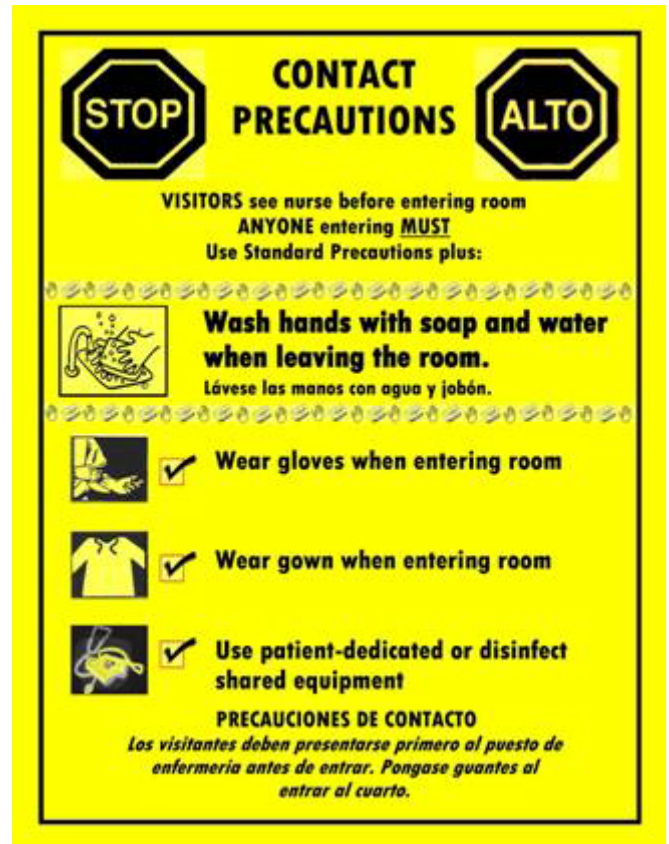 STOP
CONTACT
PRECAUTIONS
ALTO
VISITORS see nurse before entering room
ANYONE entering MUST
Use Standard Precautions plus:
Wash hands with soap and water
when leaving the room.
Lávese las manos con agua y jobón.
Wear gloves when entering room
Wear gown when entering room
Use patient-dedicated or disinfect
shared equipment
PRECAUCIONES DE CONTACTO
Los visitantes deben presentarse primero al puesto de
enfermeria antes de entrar. Pongase guantes al
entrar al cuarto.